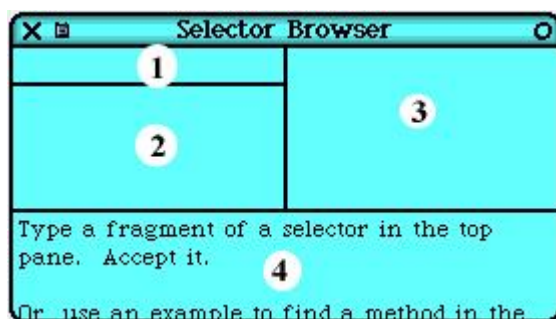 Selector Browser
1
2
3
Type a fragment of a selector in the top
pane. Accept it.
4
Or, use an example to find a method in the